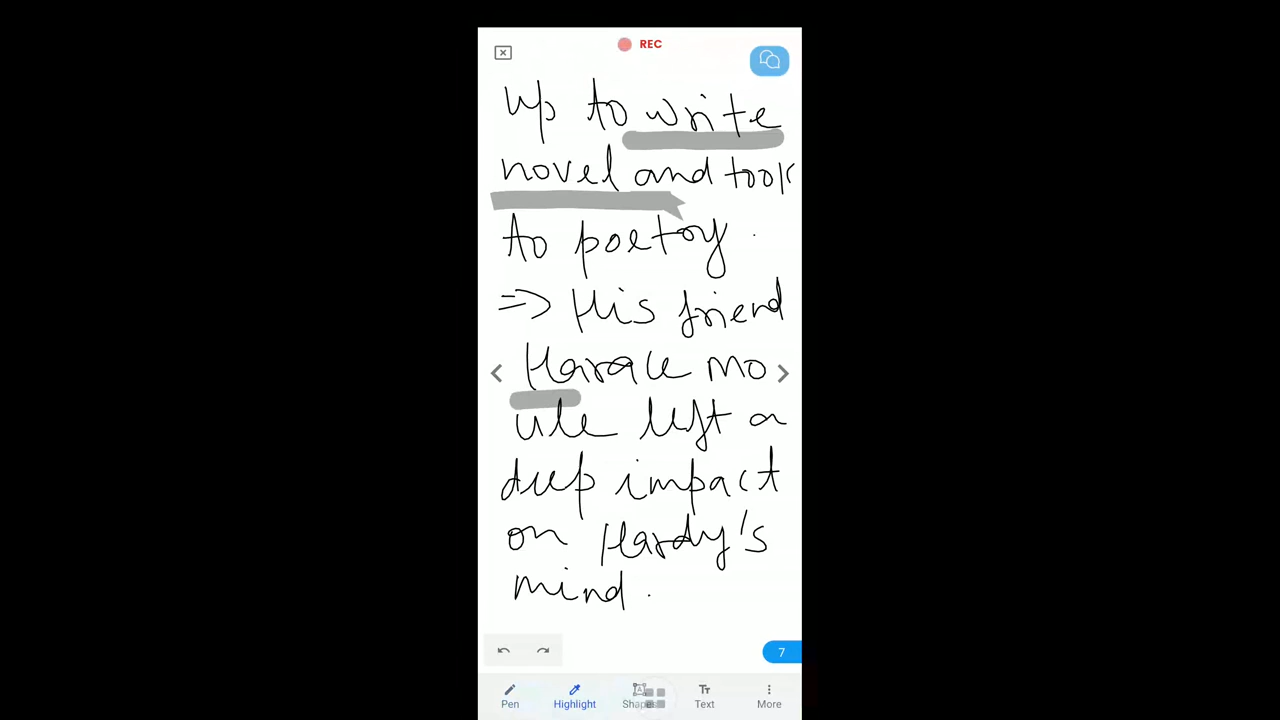 REC
up to write
novel and took
to poetry.
=> His friend
Horace Mo
ule left a
deep impact
on Hardy's
mind.
7
Pen Highlight Shapes Text More